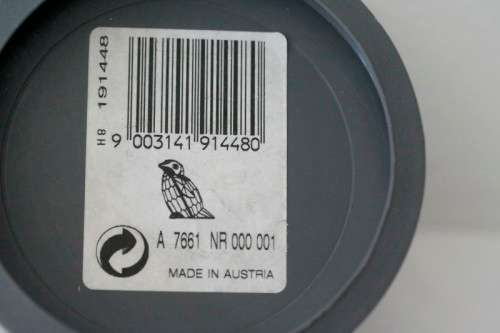 H8 191448
9 003141 914480
A 7661 NR 000 001
MADE IN AUSTRIA